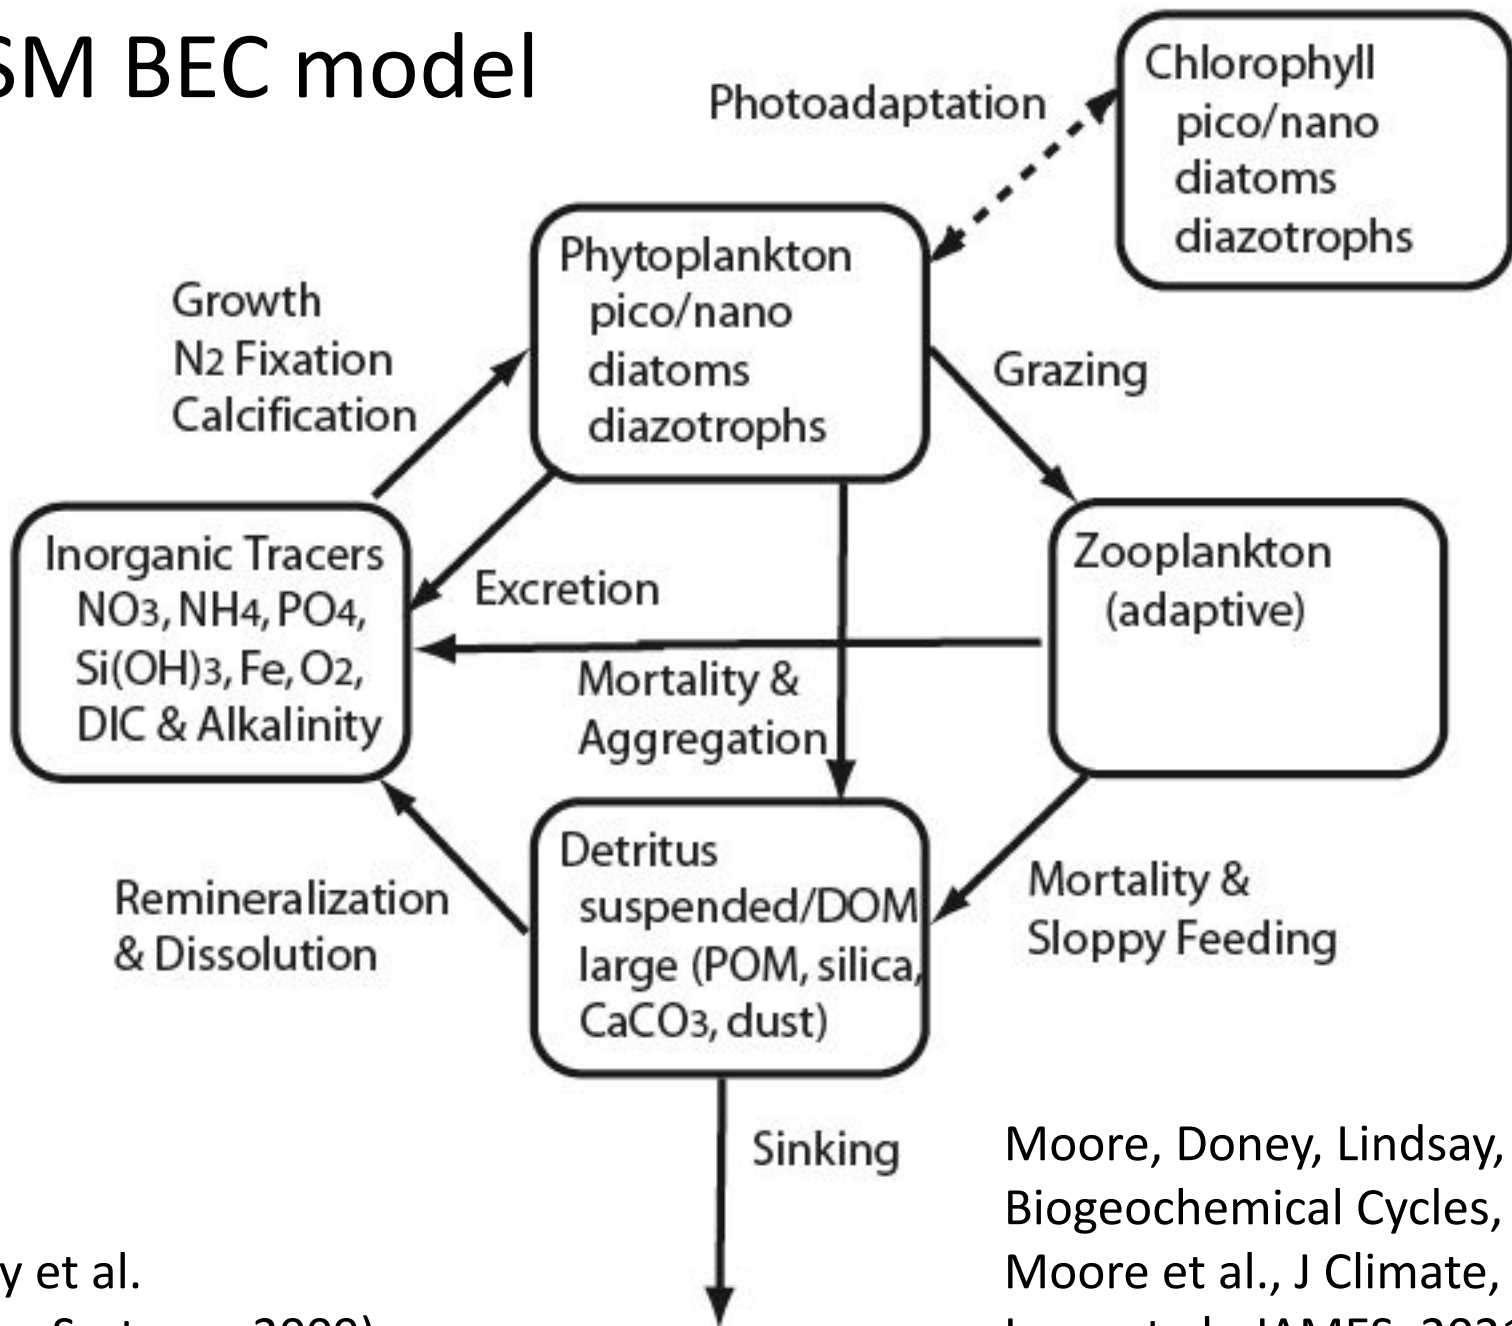 BEC model
Photoadaptation
Chlorophyll
pico/nano
diatoms
diazotrophs
Phytoplankton
pico/nano
diatoms
diazotrophs
Growth
N2 Fixation
Calcification
Grazing
Inorganic Tracers
NO3, NH4, PO4,
Si(OH)3, Fe, O2,
DIC & Alkalinity
Excretion
Zooplankton
(adaptive)
Mortality &
Aggregation
Detritus
suspended/DOM
large (POM, silica,
CaCO3, dust)
Remineralization
& Dissolution
Mortality &
Sloppy Feeding
Sinking
Moore, Doney, Lindsay,
Biogeochemical Cycles,
Moore et al., J Climate,
et al.